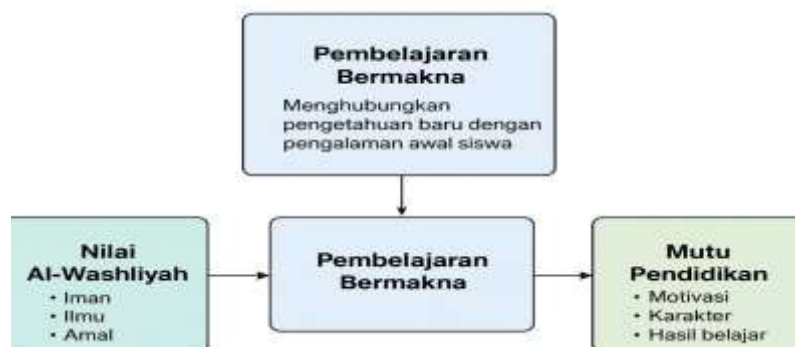 Pembelajaran
Bermakna
Menghubungkan
pengetahuan baru dengan
pengalaman awal siswa
Nilai
Al-Washliyah
• Iman
• Ilmu
• Amal
Pembelajaran
Bermakna
Mutu
Pendidikan
• Motivasi
• Karakter
• Hasil belajar